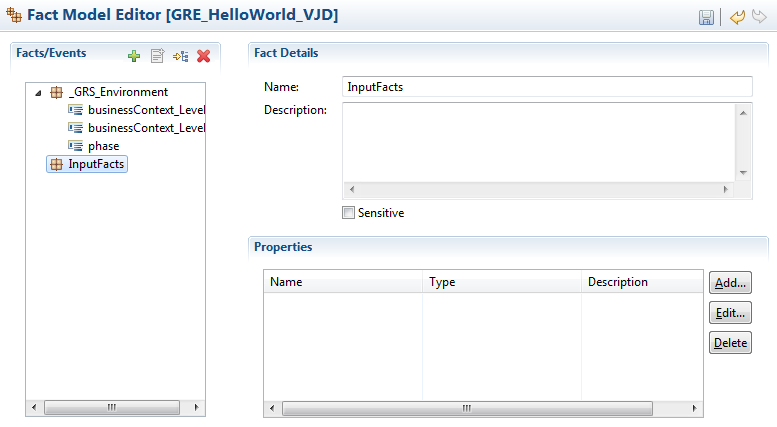 Fact Model Editor [GRE_HelloWorld_VJD]
Facts/Events
_GRS_Environment
businessContext_Level
businessContext_Level
phase
InputFacts
Fact Details
Name: InputFacts
Description:
Sensitive
Properties
Name Type Description
Add...
Edit...
Delete